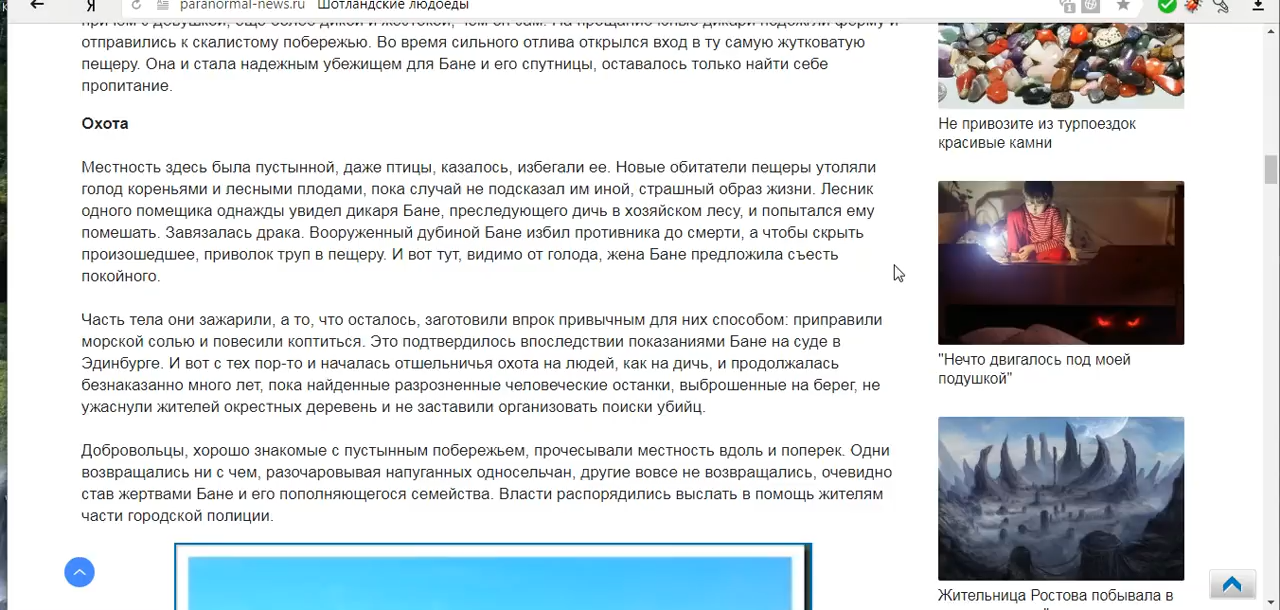 Я paranormal-news.ru Шотландские людоеды
отправились к скалистому побережью. Во время сильного отлива открылся вход в ту самую жутковатую
пещеру. Она и стала надежным убежищем для Бане и его спутницы, оставалось только найти себе
пропитание.
Охота
Местность здесь была пустынной, даже птицы, казалось, избегали ее. Новые обитатели пещеры утоляли
голод кореньями и лесными плодами, пока случай не подсказал им иной, страшный образ жизни. Лесник
одного помещика однажды увидел дикаря Бане, преследующего дичь в хозяйском лесу, и попытался ему
помешать. Завязалась драка. Вооруженный дубиной Бане избил противника до смерти, а чтобы скрыть
произошедшее, приволок труп в пещеру. И вот тут, видимо от голода, жена Бане предложила съесть
покойного.
Часть тела они зажарили, а то, что осталось, заготовили впрок привычным для них способом: приправили
морской солью и повесили коптиться. Это подтвердилось впоследствии показаниями Бане на суде в
Эдинбурге. И вот с тех пор-то и началась отшельничья охота на людей, как на дичь, и продолжалась
безнаказанно много лет, пока найденные разрозненные человеческие останки, выброшенные на берег, не
ужаснули жителей окрестных деревень и не заставили организовать поиски убийц.
Добровольцы, хорошо знакомые с пустынным побережьем, прочесывали местность вдоль и поперек. Одни
возвращались ни с чем, разочаровывая напуганных односельчан, другие вовсе не возвращались, очевидно
став жертвами Бане и его пополняющегося семейства. Власти распорядились выслать в помощь жителям
части городской полиции.
Не привозите из турпоездок
красивые камни
"Нечто двигалось под моей
подушкой"
Жительница Ростова побывала в